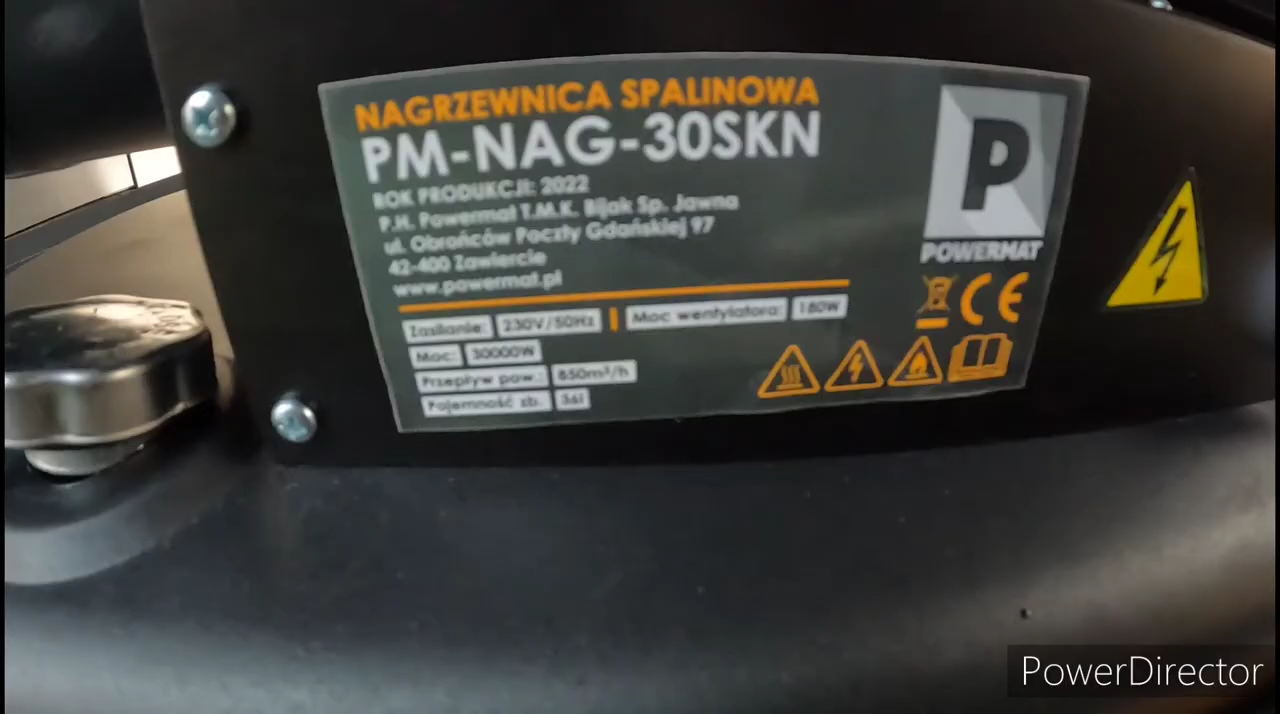 NAGRZEWNICA SPALINOWA
PM-NAG-30SKN
ROK PRODUKCJI: 2022
P.H. Powermat T.M.K. Bijak Sp. Jawna
ul. Obrońców Poczty Gdańskiej 97
42-400 Zawiercie
www.powermat.pl
Zasilanie: 230V/50Hz | Moc wentylatora: 180W
Moc: 30000W
Przepływ pow.: 850m³/h
Pojemność zb. 36l
P
POWERMAT
CE
PowerDirector